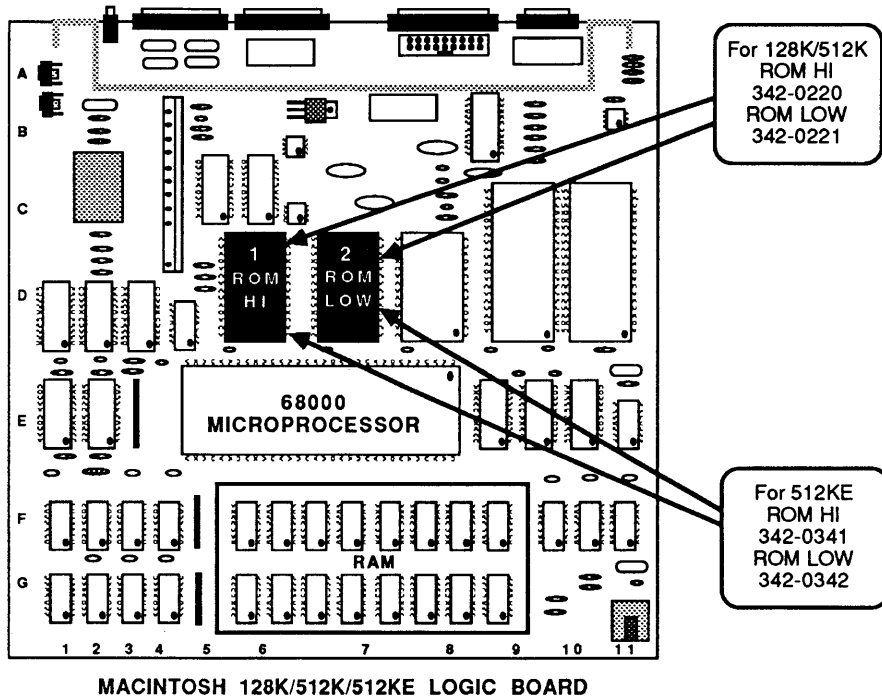 For 128K/512K
ROM HI
342-0220
ROM LOW
342-0221
A
B
C
D
E
F
G
1
ROM
HI
2
ROM
LOW
68000
MICROPROCESSOR
RAM
For 512KE
ROM HI
342-0341
ROM LOW
342-0342
1 2 3 4 5 6 7 8 9 10 11
MACINTOSH 128K/512K/512KE LOGIC BOARD